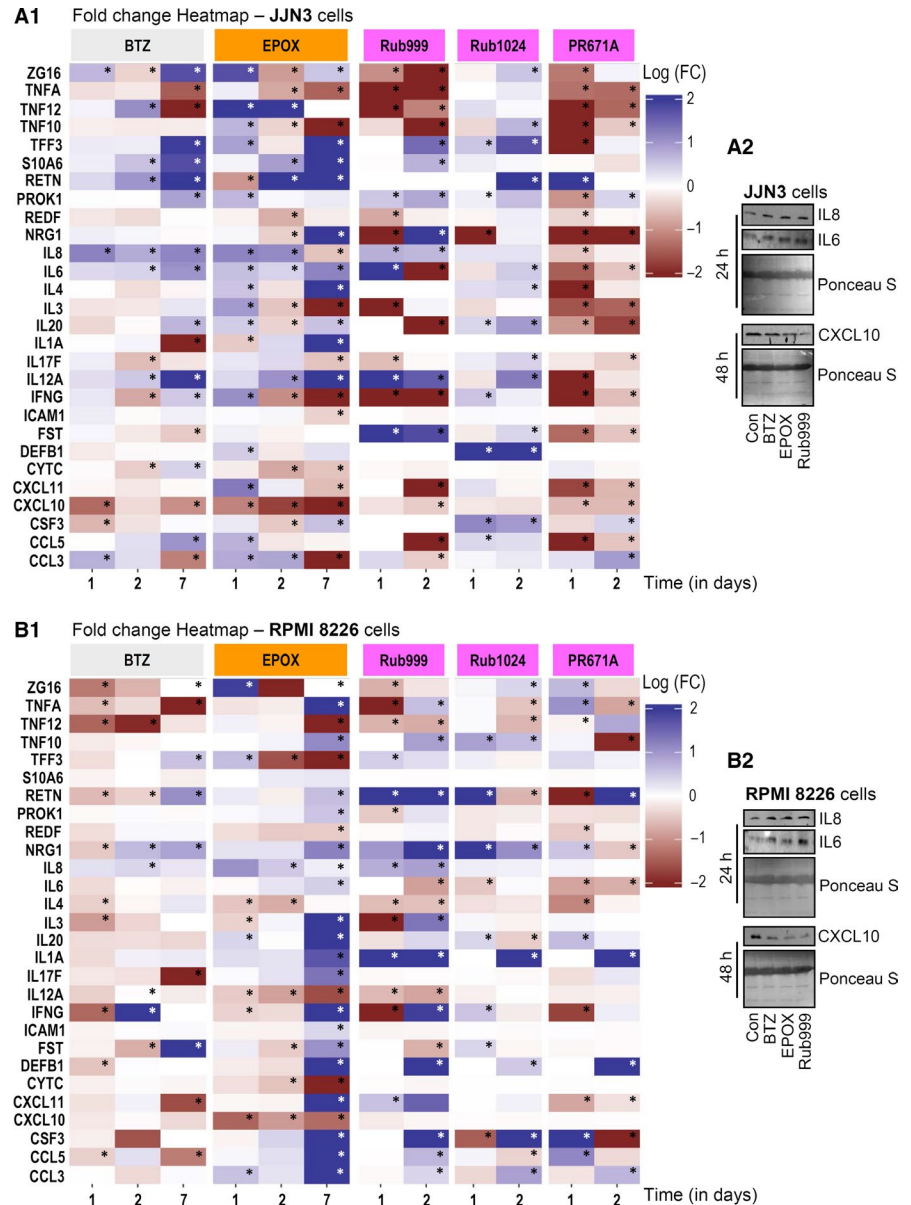 A1 Fold change Heatmap – JJN3 cells
BTZ EPOX Rub999 Rub1024 PR671A
Log (FC)
2
1
0
−1
−2
ZG16
TNFA
TNF12
TNF10
TFF3
S10A6
RETN
PROK1
REDF
NRG1
IL8
IL6
IL4
IL3
IL20
IL1A
IL17F
IL12A
IFNG
ICAM1
FST
DEFB1
CYTC
CXCL11
CXCL10
CSF3
CCL5
CCL3
1 2 7 1 2 7 1 2 1 2 1 2 Time (in days)
A2
JJN3 cells
24 h
IL8
IL6
Ponceau S
48 h
CXCL10
Ponceau S
Con
BTZ
EPOX
Rub999
B1 Fold change Heatmap – RPMI 8226 cells
BTZ EPOX Rub999 Rub1024 PR671A
Log (FC)
2
1
0
−1
−2
ZG16
TNFA
TNF12
TNF10
TFF3
S10A6
RETN
PROK1
REDF
NRG1
IL8
IL6
IL4
IL3
IL20
IL1A
IL17F
IL12A
IFNG
ICAM1
FST
DEFB1
CYTC
CXCL11
CXCL10
CSF3
CCL5
CCL3
1 2 7 1 2 7 1 2 1 2 1 2 Time (in days)
B2
RPMI 8226 cells
24 h
IL8
IL6
Ponceau S
48 h
CXCL10
Ponceau S
Con
BTZ
EPOX
Rub999